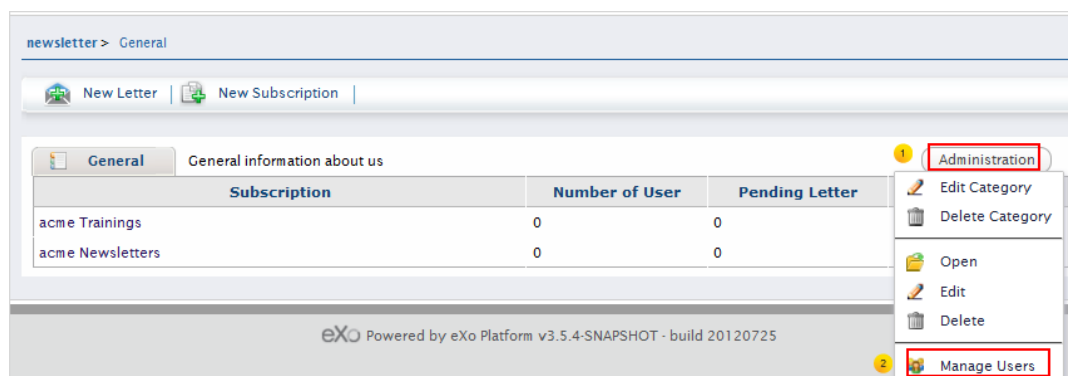 newsletter > General
New Letter | New Subscription |
General General information about us 1 Administration
Subscription Number of User Pending Letter
acme Trainings 0 0
acme Newsletters 0 0
Edit Category
Delete Category
Open
Edit
Delete
2 Manage Users
eXo Powered by eXo Platform v3.5.4-SNAPSHOT - build 20120725